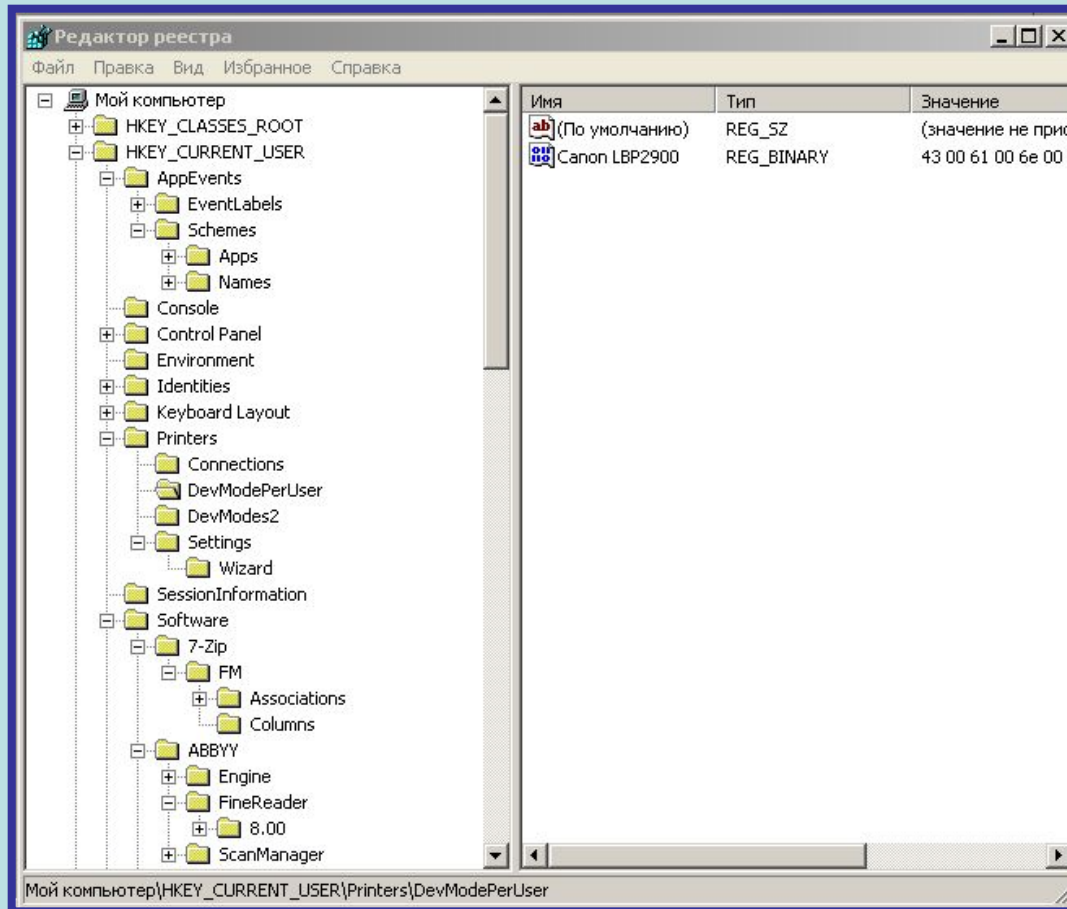 Редактор реестра
Файл Правка Вид Избранное Справка
Мой компьютер
HKEY_CLASSES_ROOT
HKEY_CURRENT_USER
AppEvents
EventLabels
Schemes
Apps
Names
Console
Control Panel
Environment
Identities
Keyboard Layout
Printers
Connections
DevModePerUser
DevModes2
Settings
Wizard
SessionInformation
Software
7-Zip
FM
Associations
Columns
ABBYY
Engine
FineReader
8.00
ScanManager
Имя Тип Значение
(По умолчанию) REG_SZ (значение не прис
Canon LBP2900 REG_BINARY 43 00 61 00 6e 00
Мой компьютер\HKEY_CURRENT_USER\Printers\DevModePerUser